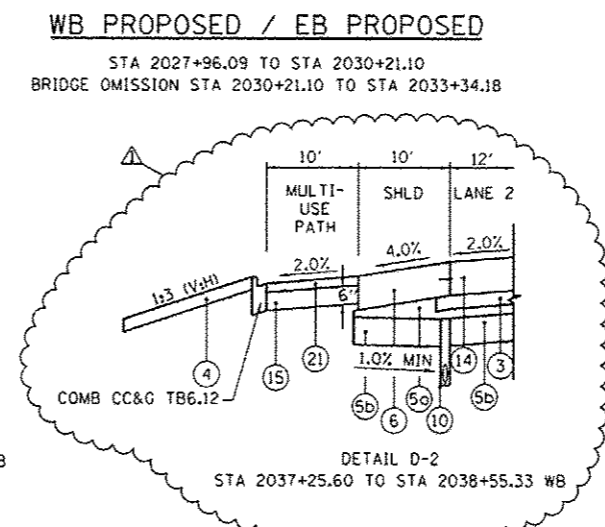 WB PROPOSED / EB PROPOSED
STA 2027+96.09 TO STA 2030+21.10
BRIDGE OMISSION STA 2030+21.10 TO STA 2033+34.18
1
10' 10' 12'
MULTI-USE PATH
SHLD
LANE 2
2.0% 4.0% 2.0%
1:3 (V:H)
6"
4 15 21 14 3
1.0% MIN
COMB CC&G TB6.12
5b 6 5a 10 5b
DETAIL D-2
STA 2037+25.60 TO STA 2038+55.33 WB